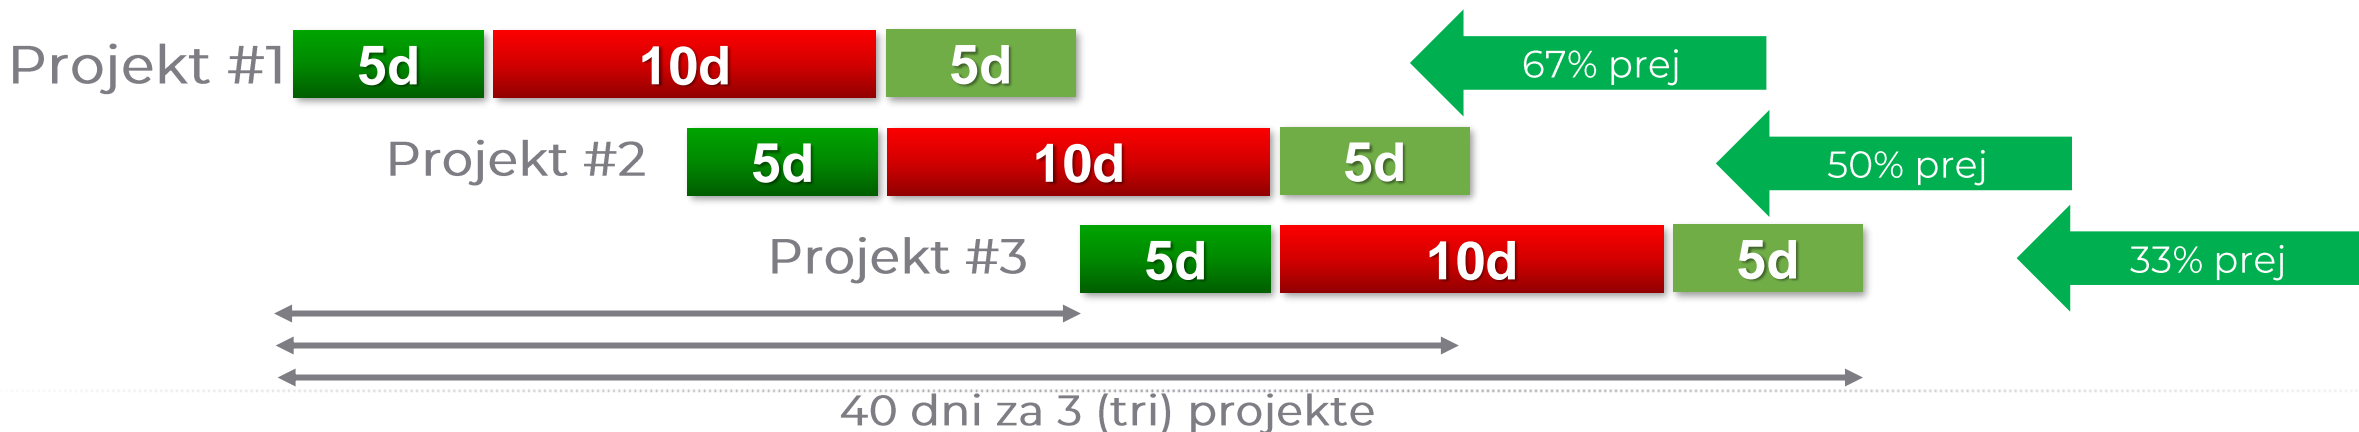 Projekt #1 5d 10d 5d 67% prej
Projekt #2 5d 10d 5d 50% prej
Projekt #3 5d 10d 5d 33% prej
40 dni za 3 (tri) projekte